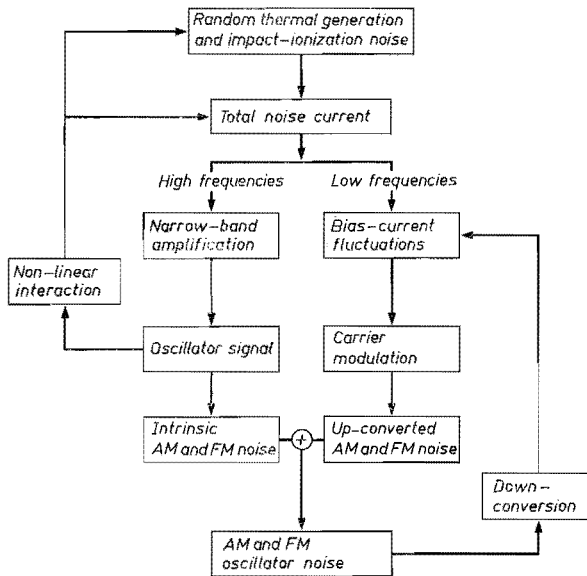 Random thermal generation
and impact-ionization noise
Total noise current
High frequencies
Low frequencies
Narrow-band
amplification
Bias-current
fluctuations
Non-linear
interaction
Oscillator signal
Carrier
modulation
Intrinsic
AM and FM noise
+
Up-converted
AM and FM noise
Down-
conversion
AM and FM
oscillator noise